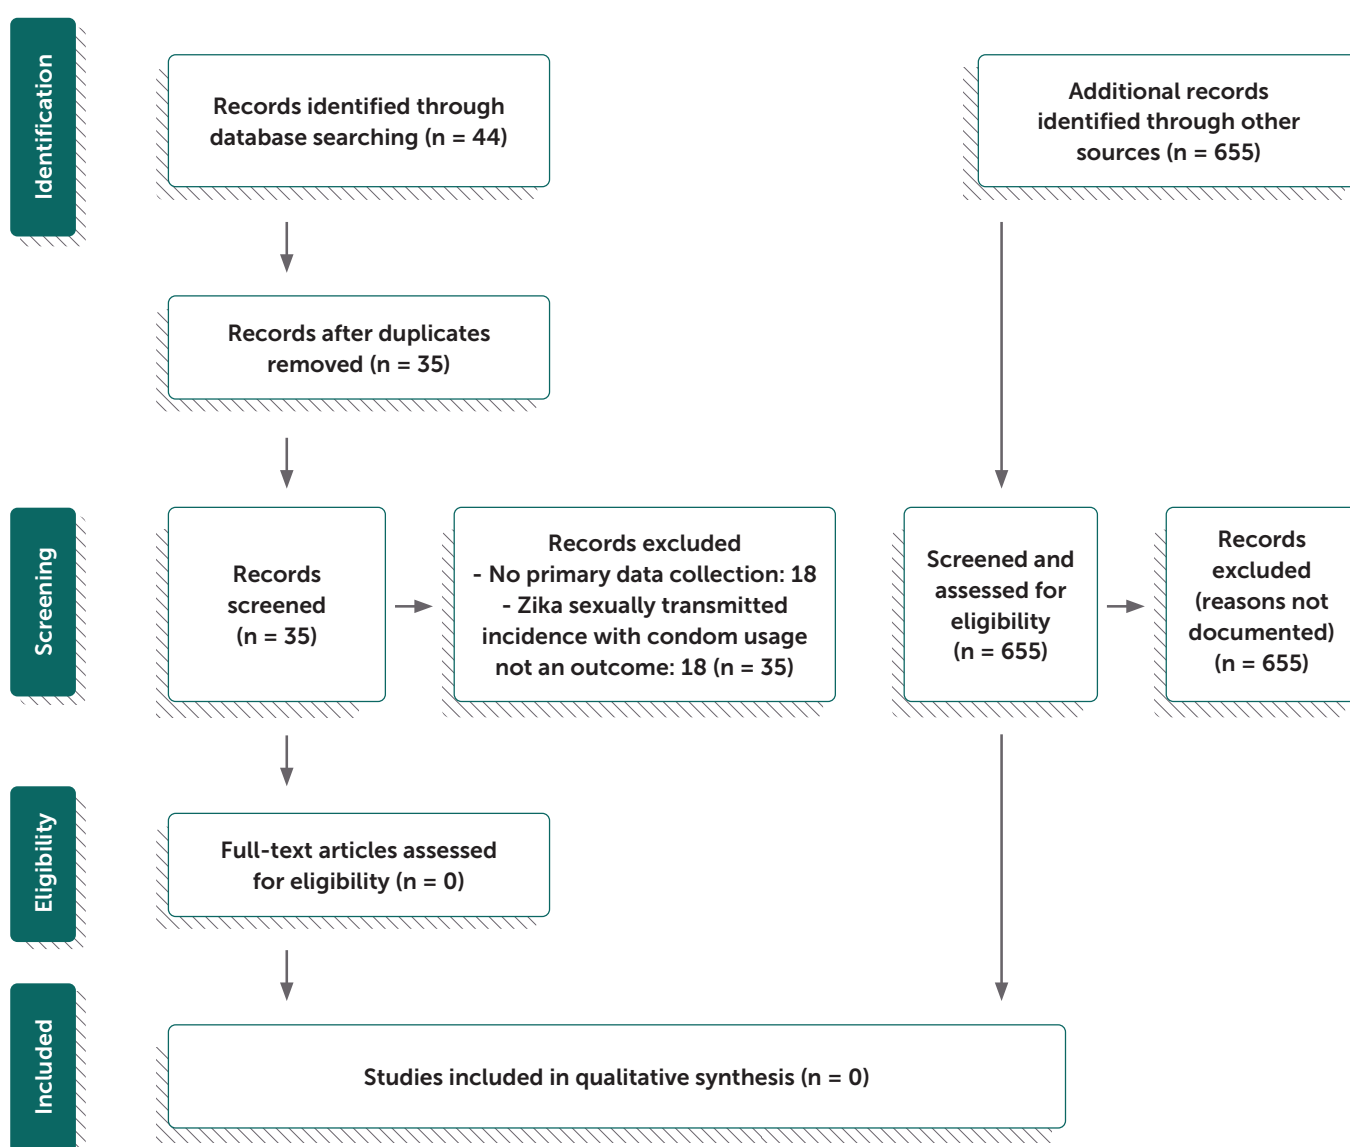 Identification
Records identified through
database searching (n = 44)
Additional records
identified through other
sources (n = 655)
Records after duplicates
removed (n = 35)
Screening
Records
screened
(n = 35)
Records excluded
- No primary data collection: 18
- Zika sexually transmitted
incidence with condom usage
not an outcome: 18 (n = 35)
Screened and
assessed for
eligibility
(n = 655)
Records
excluded
(reasons not
documented)
(n = 655)
Eligibility
Full-text articles assessed
for eligibility (n = 0)
Included
Studies included in qualitative synthesis (n = 0)